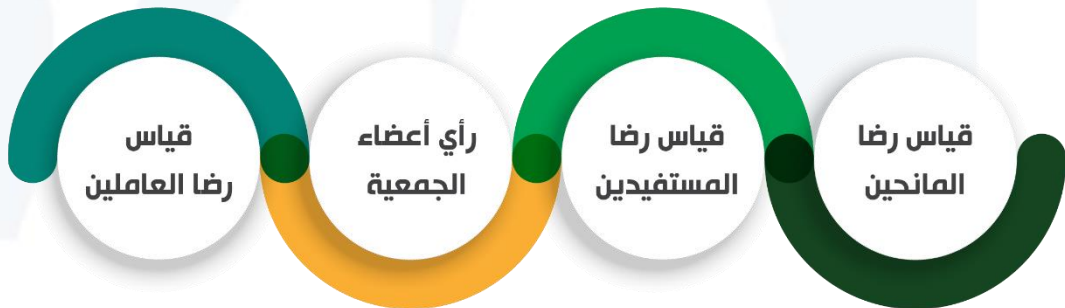 قياس رضا
المانحين
قياس رضا
المستفيدين
رأي أعضاء
الجمعية
قياس
رضا العاملين